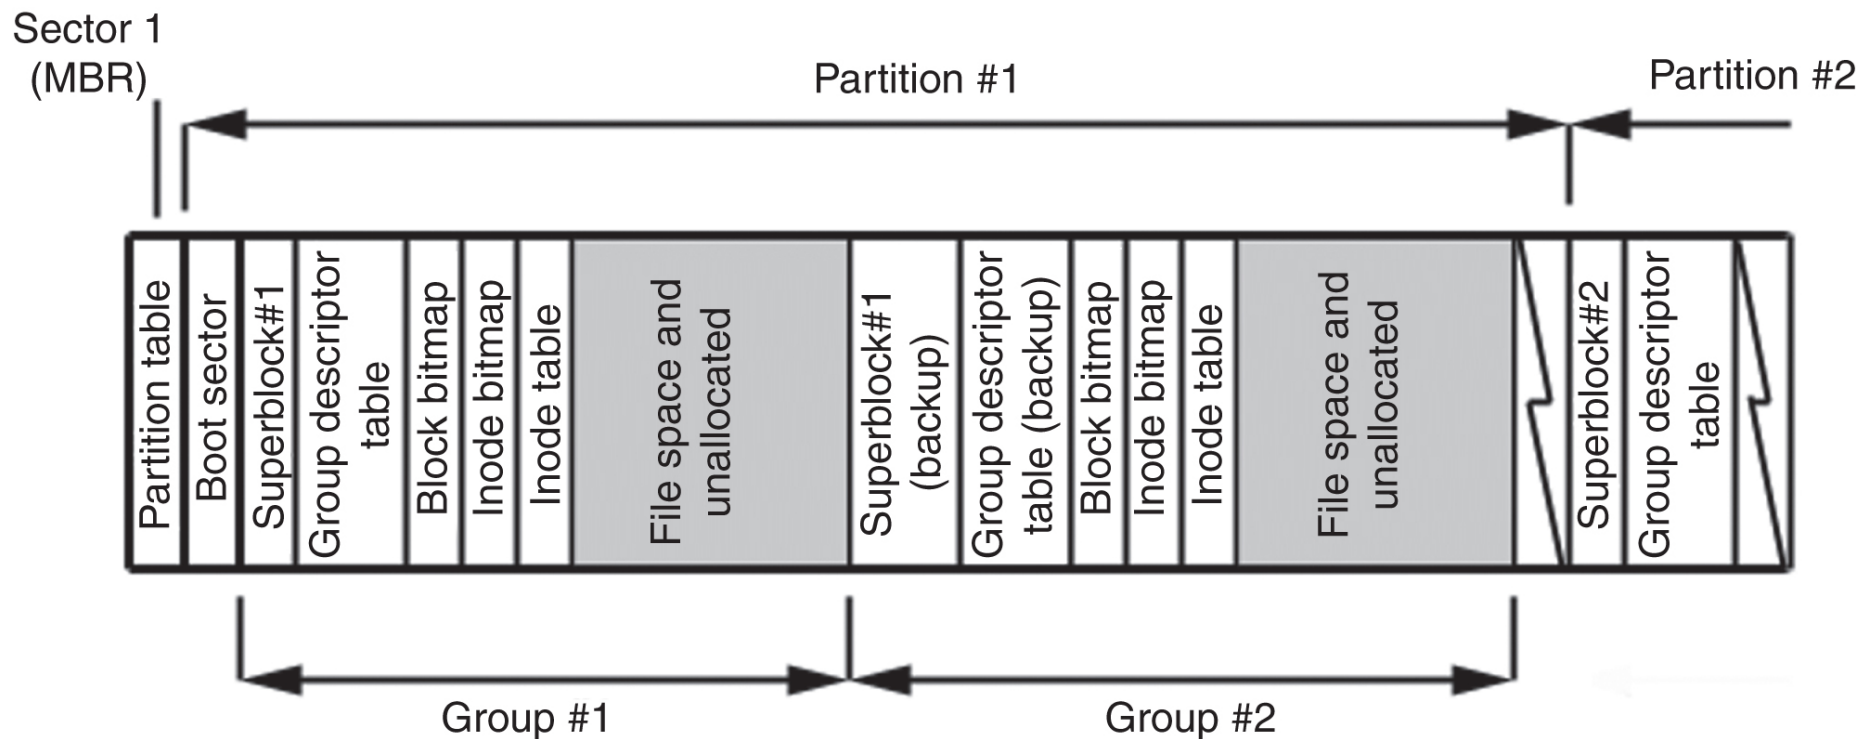 Sector 1
(MBR)
Partition #1
Partition #2
Partition table
Boot sector
Superblock#1
Group descriptor
table
Block bitmap
Inode bitmap
Inode table
File space and
unallocated
Superblock#1
(backup)
Group descriptor
table (backup)
Block bitmap
Inode bitmap
Inode table
File space and
unallocated
Superblock#2
Group descriptor
table
Group #1
Group #2